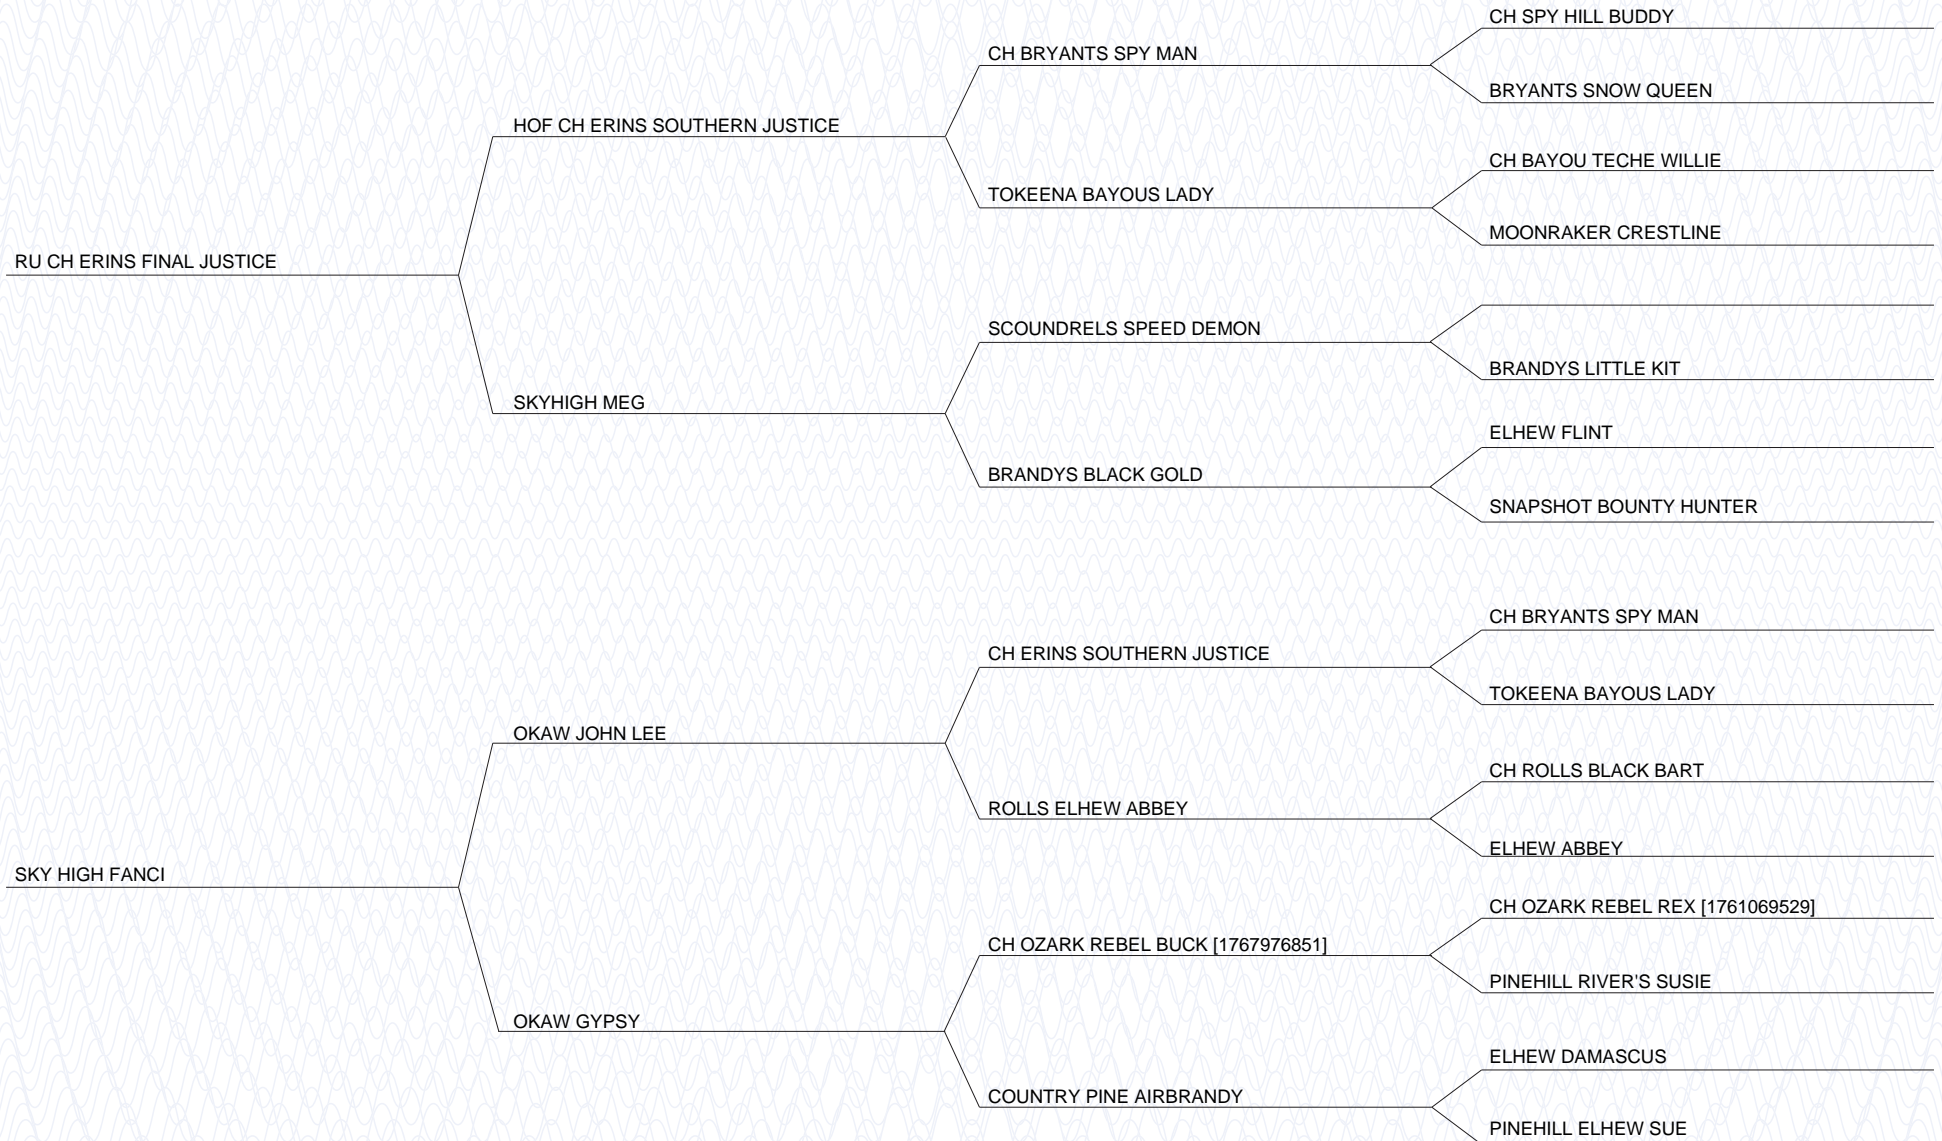 CH SPY HILL BUDDY
CH BRYANTS SPY MAN
BRYANTS SNOW QUEEN
HOF CH ERINS SOUTHERN JUSTICE
CH BAYOU TECHE WILLIE
TOKEENA BAYOUS LADY
MOONRAKER CRESTLINE
RU CH ERINS FINAL JUSTICE
SCOUNDRELS SPEED DEMON
BRANDYS LITTLE KIT
SKYHIGH MEG
ELHEW FLINT
BRANDYS BLACK GOLD
SNAPSHOT BOUNTY HUNTER
CH BRYANTS SPY MAN
CH ERINS SOUTHERN JUSTICE
TOKEENA BAYOUS LADY
OKAW JOHN LEE
CH ROLLS BLACK BART
ROLLS ELHEW ABBEY
ELHEW ABBEY
SKY HIGH FANCI
CH OZARK REBEL REX [1761069529]
CH OZARK REBEL BUCK [1767976851]
PINEHILL RIVER'S SUSIE
OKAW GYPSY
ELHEW DAMASCUS
COUNTRY PINE AIRBRANDY
PINEHILL ELHEW SUE